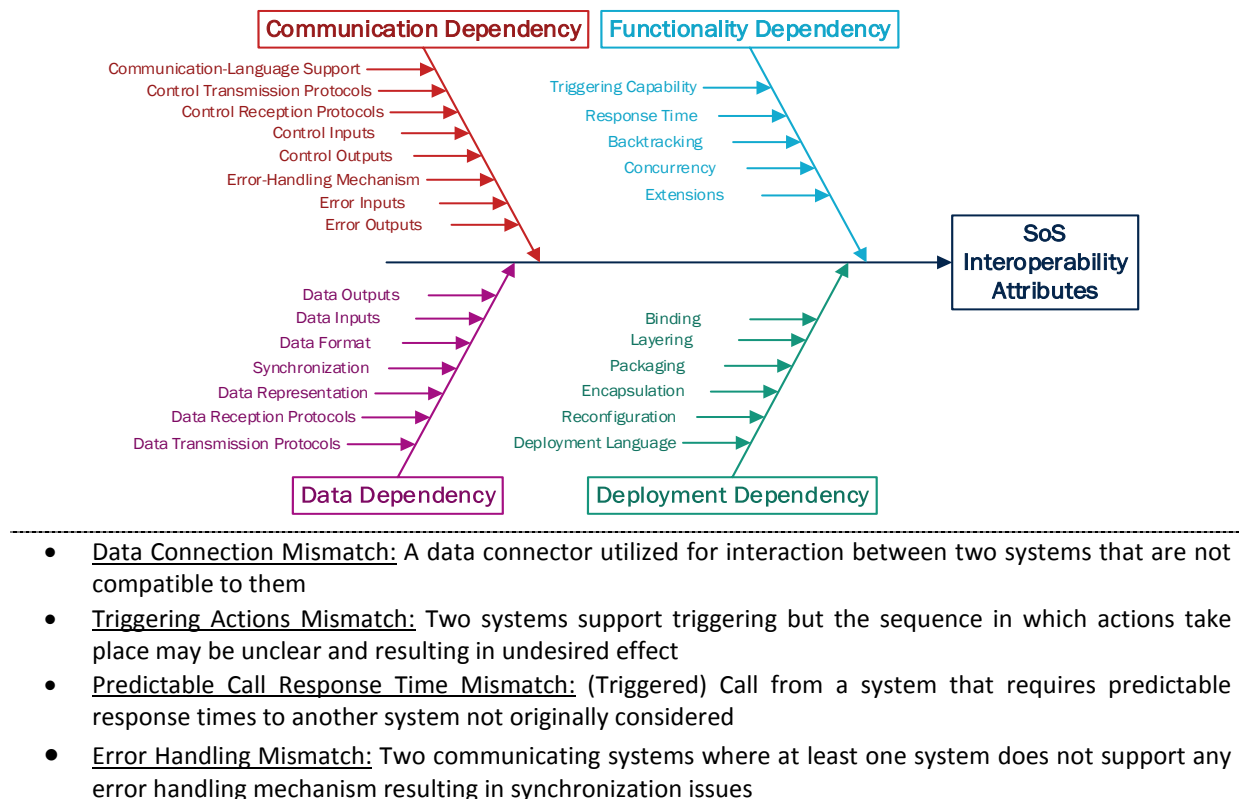 Communication Dependency
Functionality Dependency
Communication-Language Support
Control Transmission Protocols
Control Reception Protocols
Control Inputs
Control Outputs
Error-Handling Mechanism
Error Inputs
Error Outputs
Triggering Capability
Response Time
Backtracking
Concurrency
Extensions
SoS
Interoperability
Attributes
Data Outputs
Data Inputs
Data Format
Synchronization
Data Representation
Data Reception Protocols
Data Transmission Protocols
Binding
Layering
Packaging
Encapsulation
Reconfiguration
Deployment Language
Data Dependency
Deployment Dependency
• Data Connection Mismatch: A data connector utilized for interaction between two systems that are not
compatible to them
• Triggering Actions Mismatch: Two systems support triggering but the sequence in which actions take
place may be unclear and resulting in undesired effect
• Predictable Call Response Time Mismatch: (Triggered) Call from a system that requires predictable
response times to another system not originally considered
• Error Handling Mismatch: Two communicating systems where at least one system does not support any
error handling mechanism resulting in synchronization issues